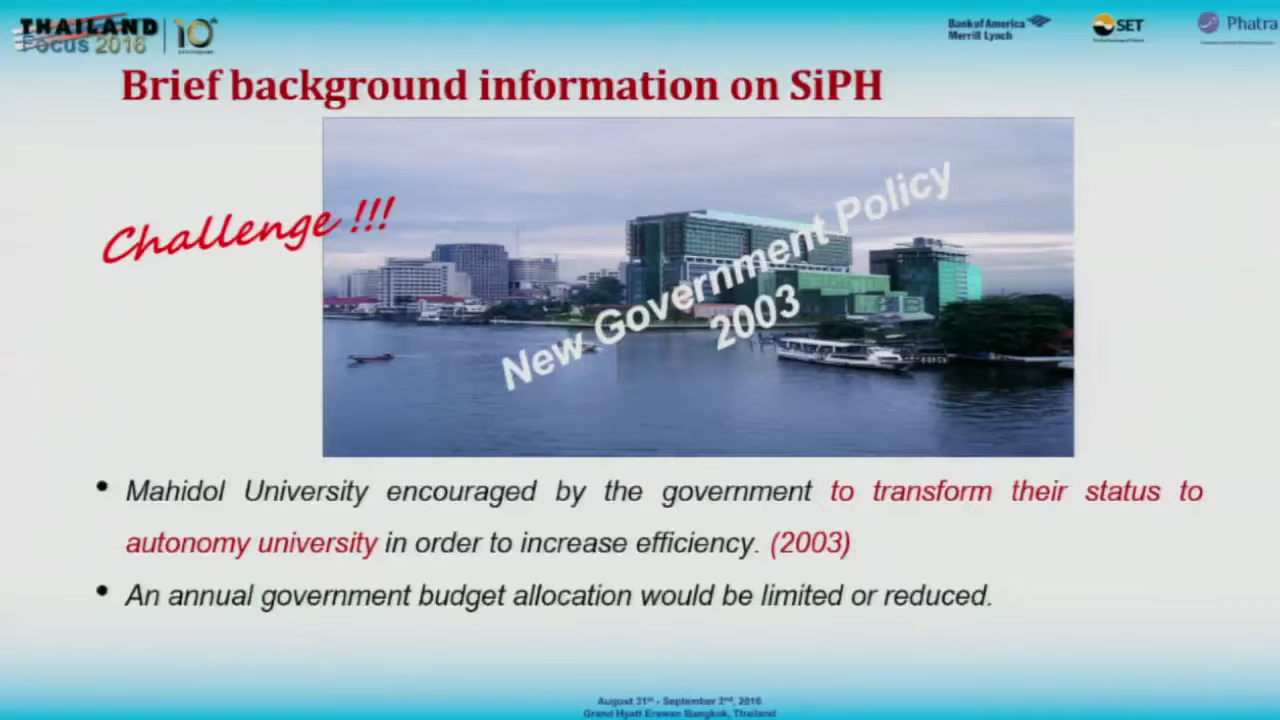 THAILAND
Focus 2016
10th
Bank of America
Merrill Lynch
SET
Phatra
Brief background information on SiPH
Challenge !!!
New Government Policy
2003
• Mahidol University encouraged by the government to transform their status to
autonomy university in order to increase efficiency. (2003)
• An annual government budget allocation would be limited or reduced.
August 31st - September 2nd, 2016
Grand Hyatt Erawan Bangkok, Thailand